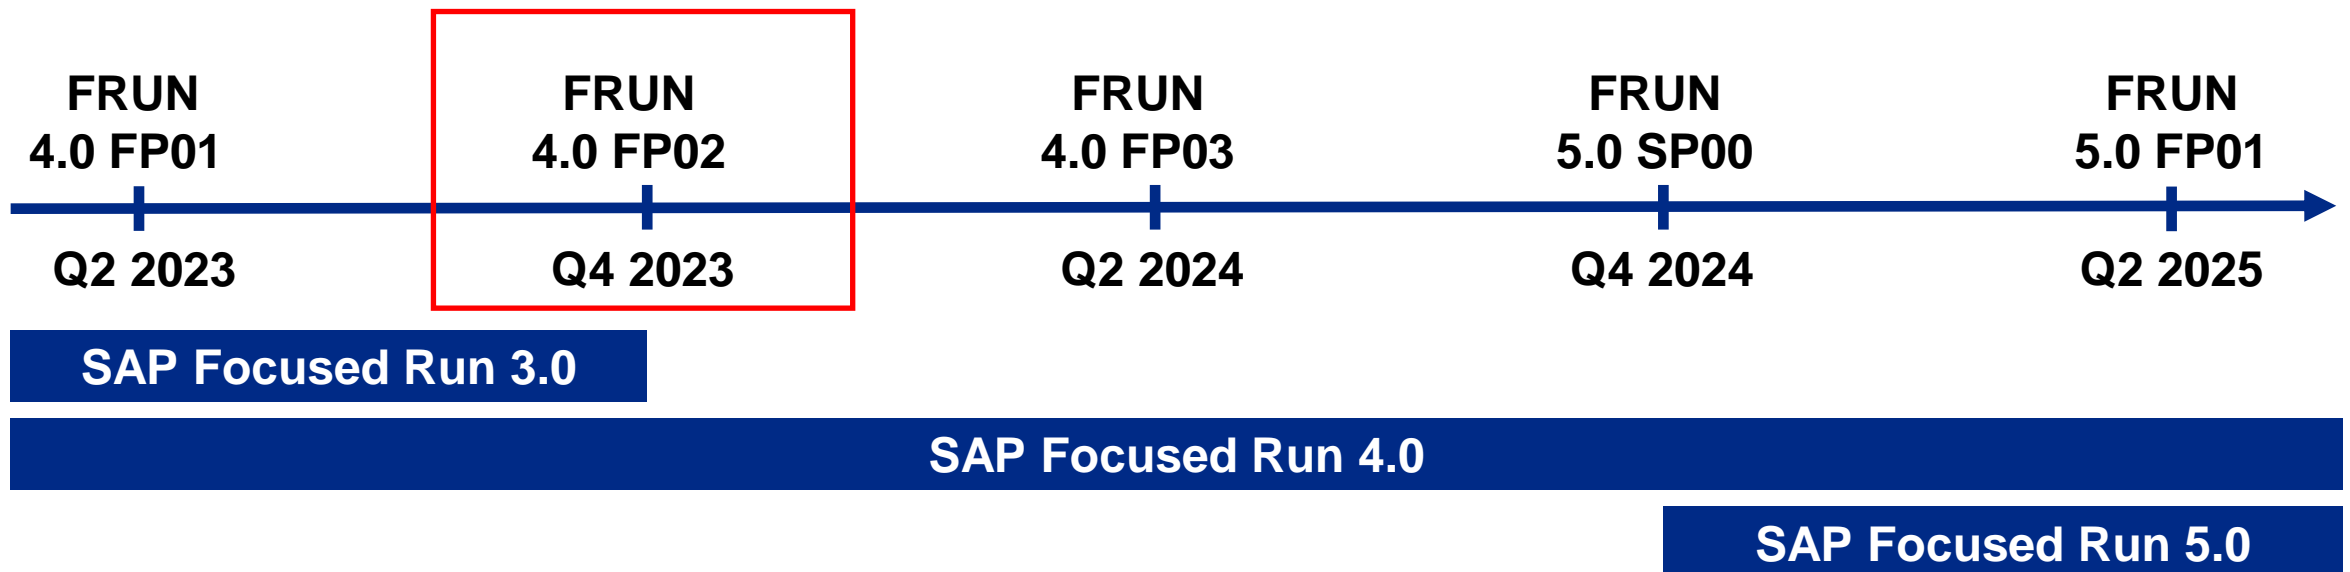 FRUN
4.0 FP01
FRUN
4.0 FP02
FRUN
4.0 FP03
FRUN
5.0 SP00
FRUN
5.0 FP01
Q2 2023
Q4 2023
Q2 2024
Q4 2024
Q2 2025
SAP Focused Run 3.0
SAP Focused Run 4.0
SAP Focused Run 5.0